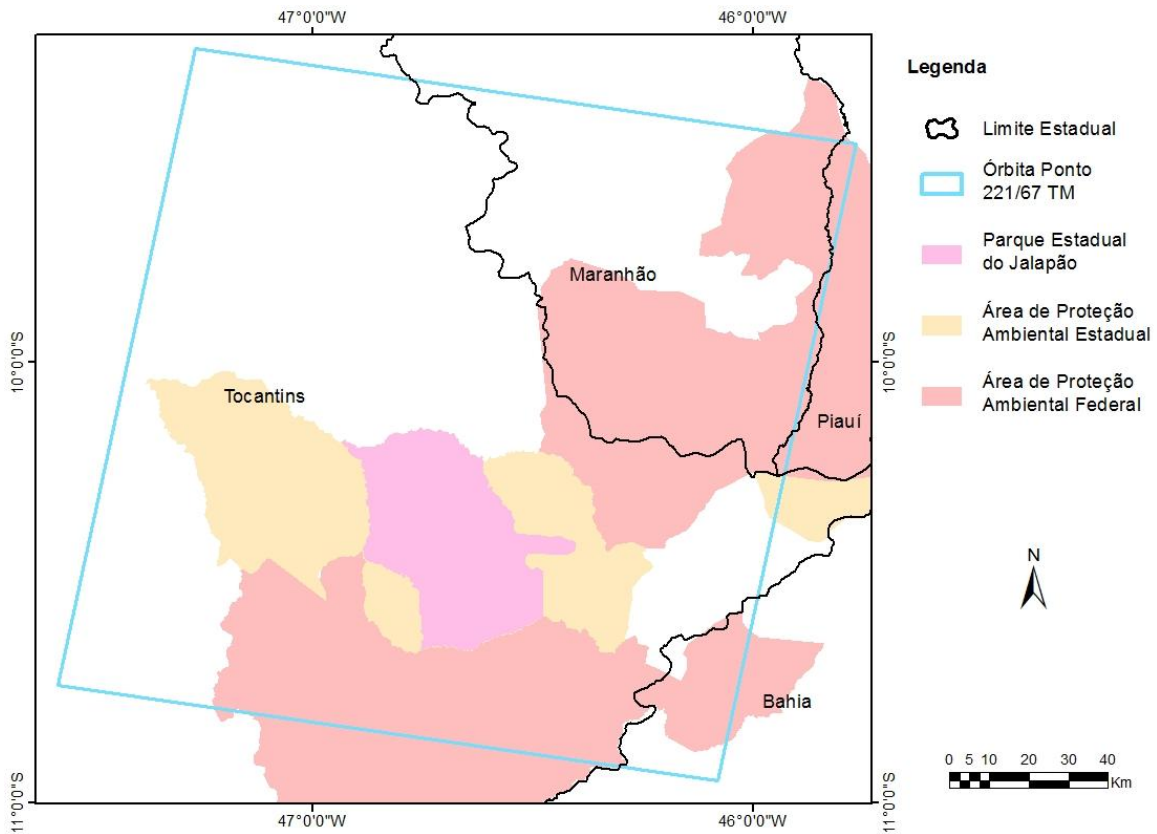 47°0'0"W
46°0'0"W
Legenda
Limite Estadual
Órbita Ponto
221/67 TM
Parque Estadual
do Jalapão
Área de Proteção
Ambiental Estadual
Área de Proteção
Ambiental Federal
Maranhão
10°0'0"S
10°0'0"S
Tocantins
Piauí
N
Bahia
0 5 10 20 30 40
Km
11°0'0"S
11°0'0"S
47°0'0"W
46°0'0"W